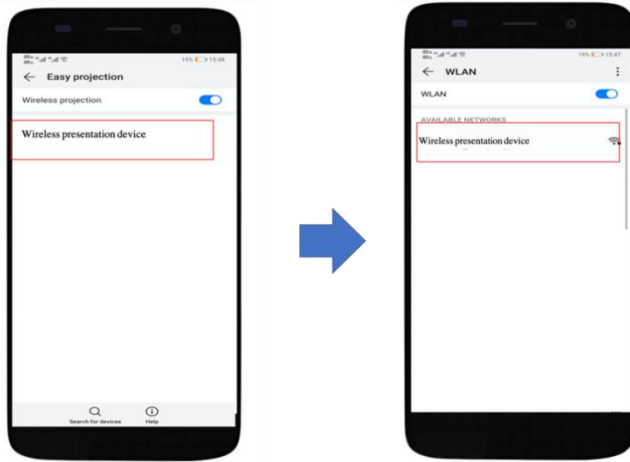 19% 15:48
← Easy projection
Wireless projection
Wireless presentation device
Search for devices
Help
19% 15:47
← WLAN
WLAN
AVAILABLE NETWORKS
Wireless presentation device